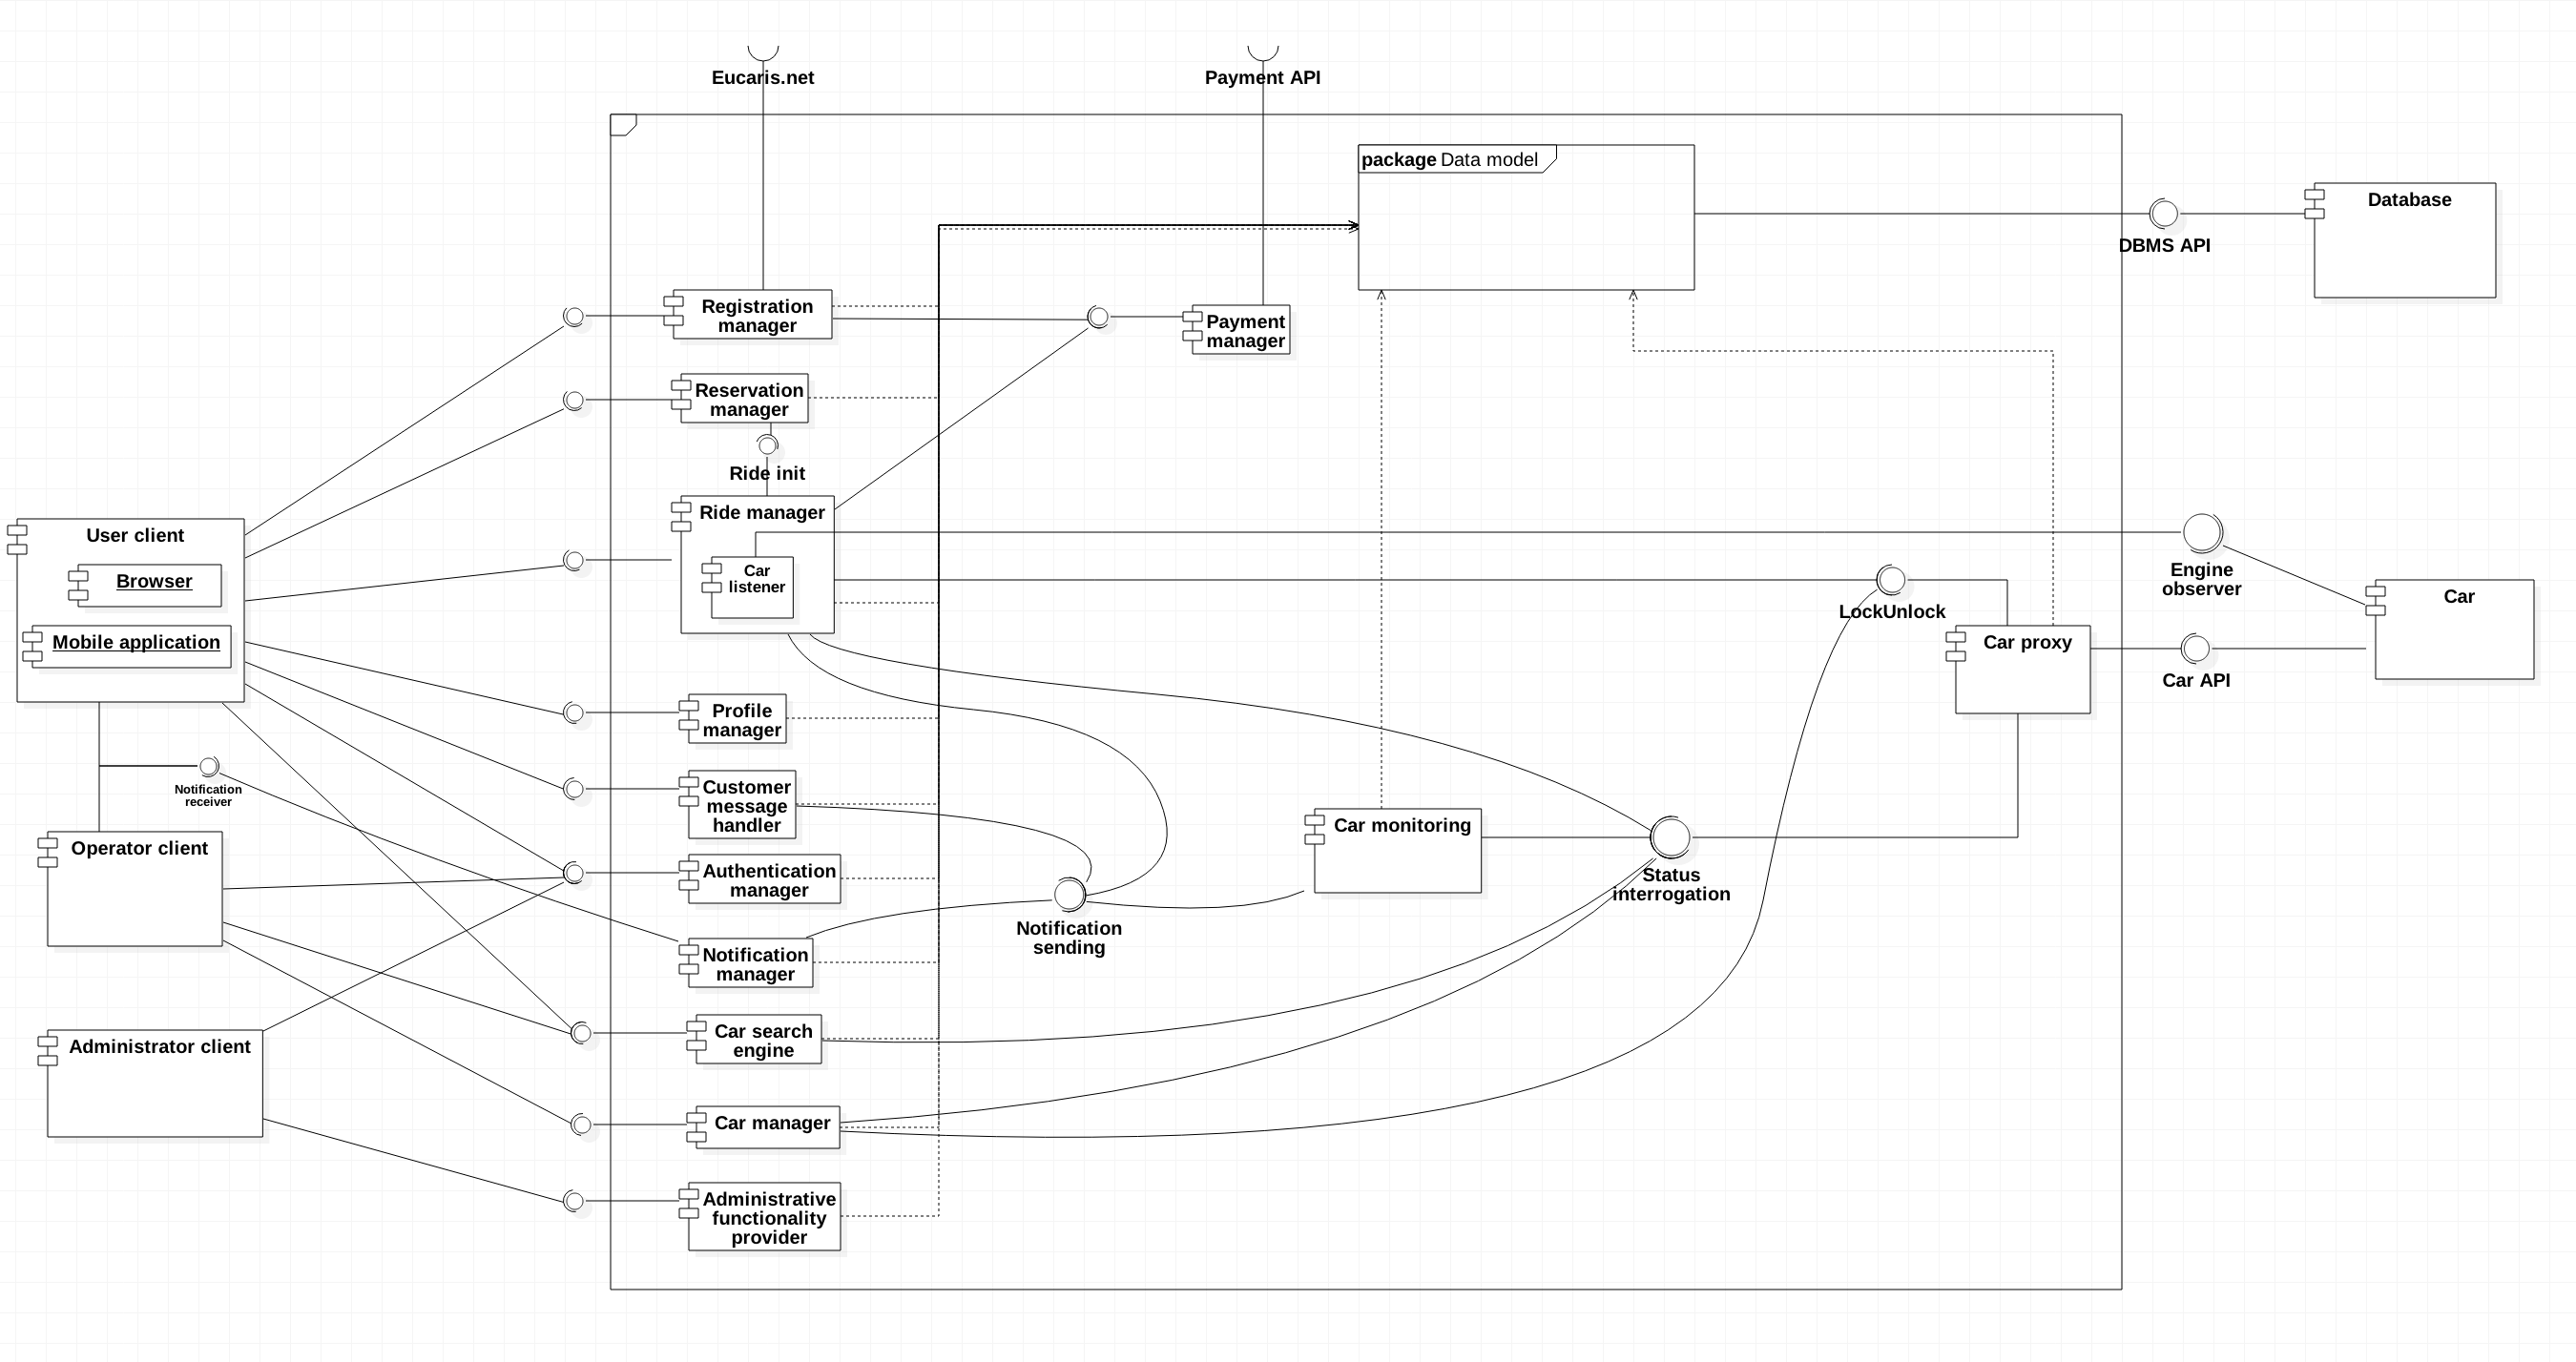 Eucaris.net
Payment API
package Data model
Database
DBMS API
Registration
manager
Payment
manager
Reservation
manager
Ride init
Ride manager
Car
listener
User client
Browser
Mobile application
Engine
observer
LockUnlock
Car
Car proxy
Car API
Profile
manager
Notification
receiver
Customer
message
handler
Car monitoring
Operator client
Authentication
manager
Status
interrogation
Notification
sending
Notification
manager
Administrator client
Car search
engine
Car manager
Administrative
functionality
provider